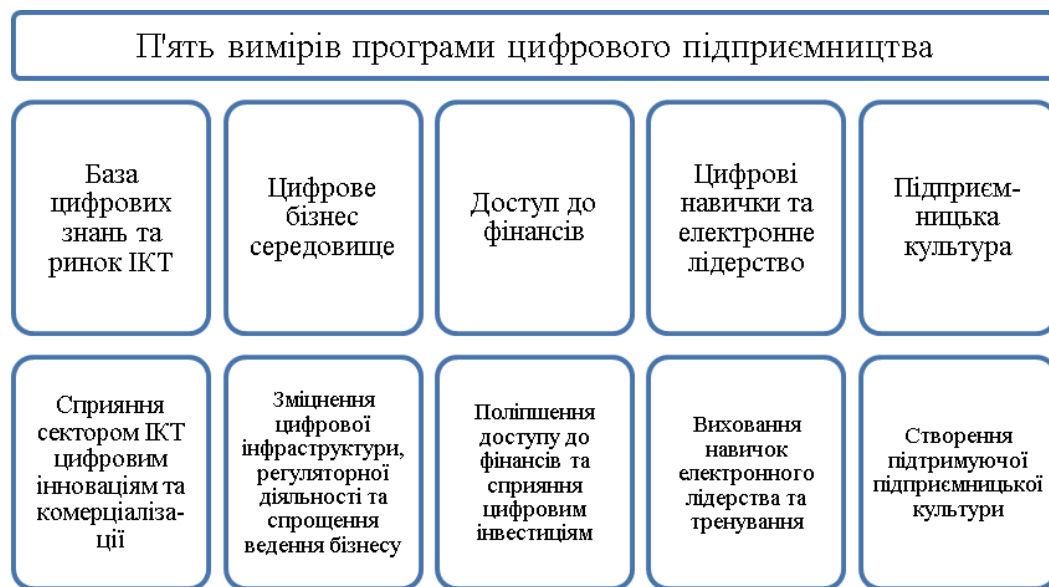 П'ять вимірів програми цифрового підприємництва
База
цифрових
знань та
ринок ІКТ
Цифрове
бізнес
середовище
Доступ до
фінансів
Цифрові
навички та
електронне
лідерство
Підприєм-
ницька
культура
Сприяння
сектором ІКТ
цифровим
інноваціям та
комерціаліза-
ції
Зміцнення
цифрової
інфраструктури,
регуляторної
діяльності та
спрощення
ведення бізнесу
Поліпшення
доступу до
фінансів та
сприяння
цифровим
інвестиціям
Виховання
навичок
електронного
лідерства та
тренування
Створення
підтримуючої
підприємницької
культури